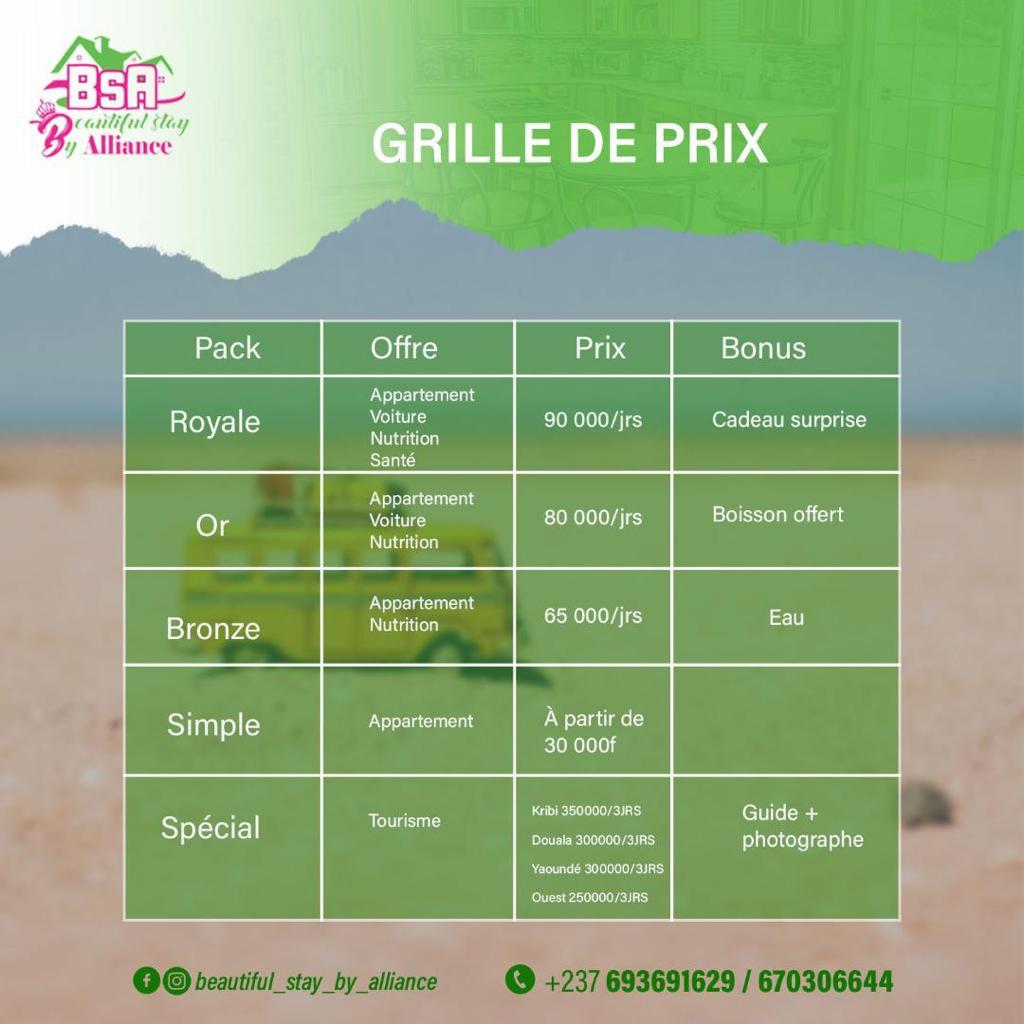 BSA
Beautiful stay
By Alliance
GRILLE DE PRIX
Pack Offre Prix Bonus
Royale
Appartement
Voiture
Nutrition
Santé
90 000/jrs
Cadeau surprise
Or
Appartement
Voiture
Nutrition
80 000/jrs
Boisson offert
Bronze
Appartement
Nutrition
65 000/jrs
Eau
Simple
Appartement
À partir de
30 000f
Spécial
Tourisme
Kribi 350000/3JRS
Douala 300000/3JRS
Yaoundé 300000/3JRS
Ouest 250000/3JRS
Guide +
photographe
beautiful_stay_by_alliance
+237 693691629 / 670306644